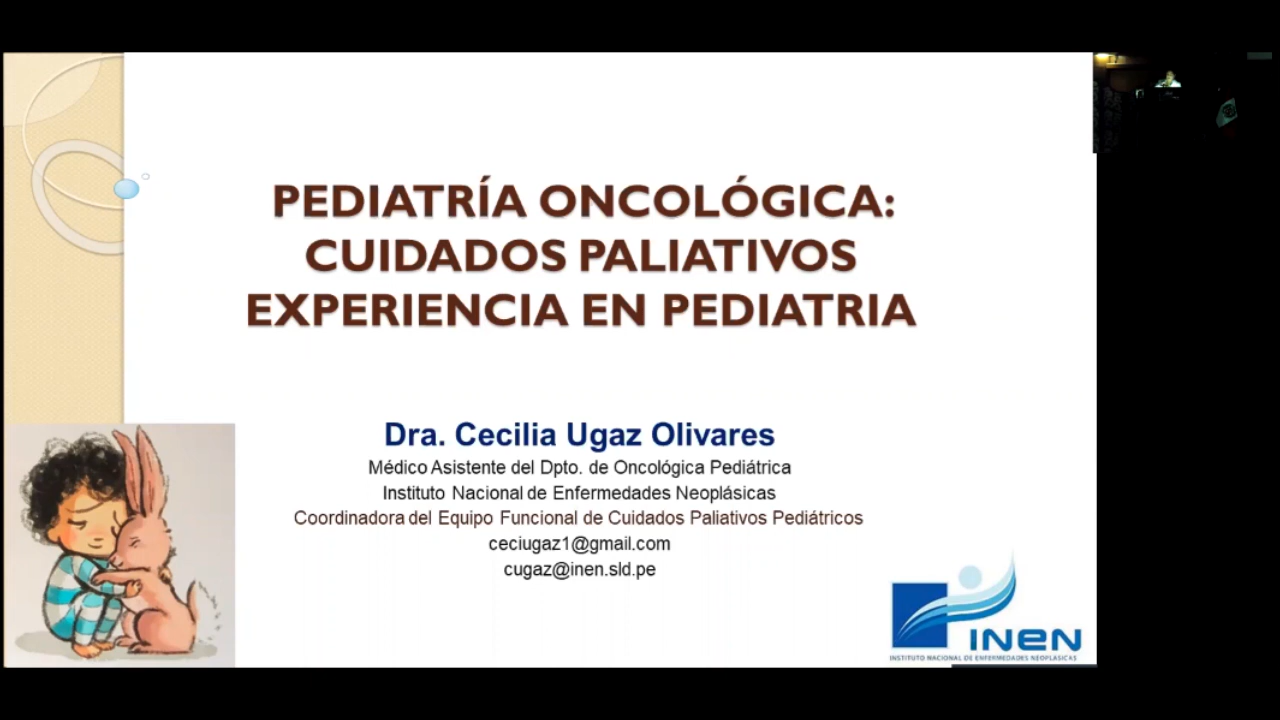 PEDIATRÍA ONCOLÓGICA:
CUIDADOS PALIATIVOS
EXPERIENCIA EN PEDIATRIA
Dra. Cecilia Ugaz Olivares
Médico Asistente del Dpto. de Oncológica Pediátrica
Instituto Nacional de Enfermedades Neoplásicas
Coordinadora del Equipo Funcional de Cuidados Paliativos Pediátricos
ceciugaz1@gmail.com
cugaz@inen.sld.pe
INEN
INSTITUTO NACIONAL DE ENFERMEDADES NEOPLASICAS